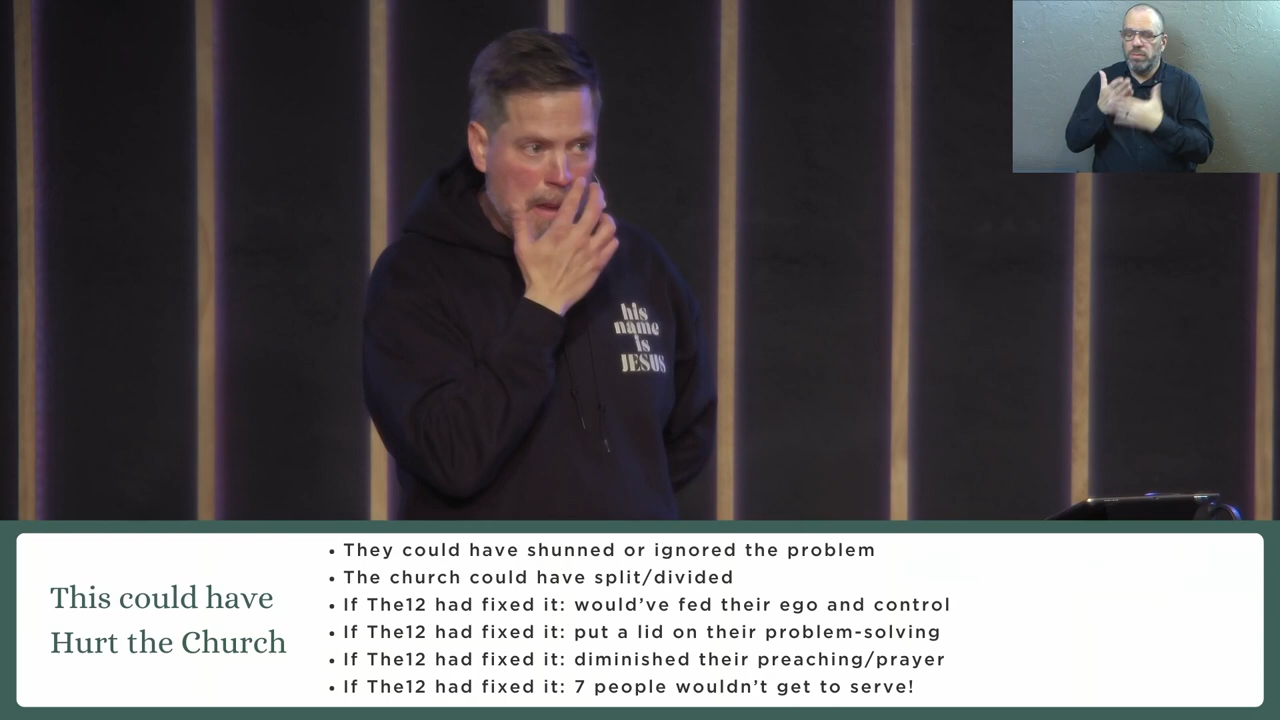 his
name
is
JESUS
This could have
Hurt the Church
• They could have shunned or ignored the problem
• The church could have split/divided
• If The12 had fixed it: would’ve fed their ego and control
• If The12 had fixed it: put a lid on their problem-solving
• If The12 had fixed it: diminished their preaching/prayer
• If The12 had fixed it: 7 people wouldn’t get to serve!